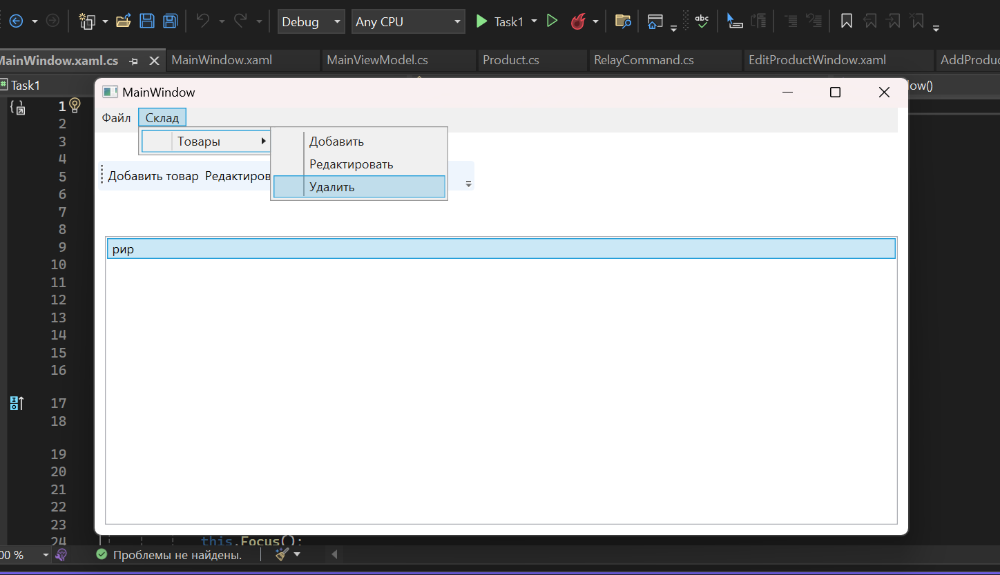 Debug Any CPU Task1 abc
MainWindow.xaml.cs MainWindow.xaml MainViewModel.cs Product.cs RelayCommand.cs EditProductWindow.xaml AddProduc
Task1
MainWindow
ow()
Файл Склад
Товары
Добавить
Редактировать
Удалить
Добавить товар Редактиров
рир
1
2
3
4
5
6
7
8
9
10
11
12
13
14
15
16
17
18
19
20
21
22
23
24 this.Focus();
00 % Проблемы не найдены.